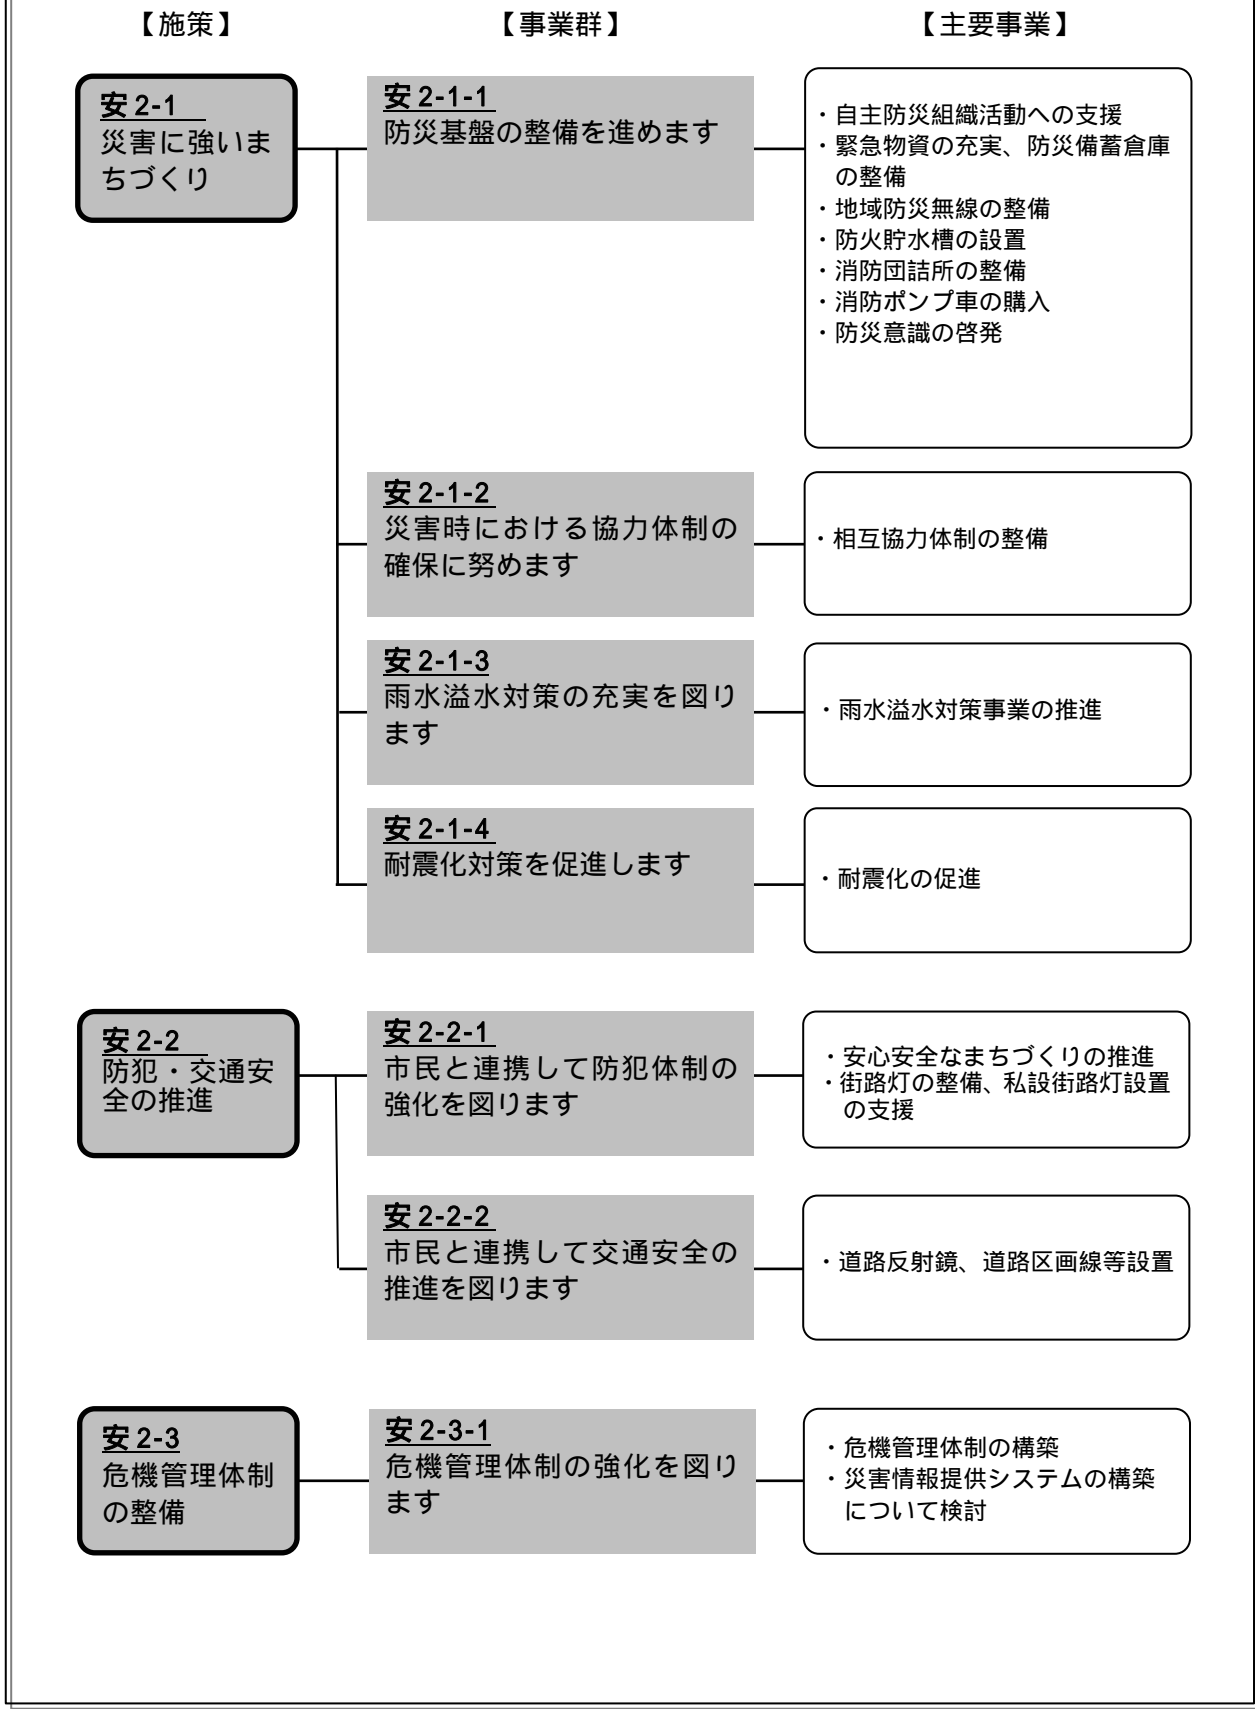 【施策】 【事業群】 【主要事業】
安2-1
災害に強いま
ちづくり
安2-1-1
防災基盤の整備を進めます
・自主防災組織活動への支援
・緊急物資の充実、防災備蓄倉庫
の整備
・地域防災無線の整備
・防火貯水槽の設置
・消防団詰所の整備
・消防ポンプ車の購入
・防災意識の啓発
安2-1-2
災害時における協力体制の
確保に努めます
・相互協力体制の整備
安2-1-3
雨水溢水対策の充実を図り
ます
・雨水溢水対策事業の推進
安2-1-4
耐震化対策を促進します
・耐震化の促進
安2-2
防犯・交通安
全の推進
安2-2-1
市民と連携して防犯体制の
強化を図ります
・安心安全なまちづくりの推進
・街路灯の整備、私設街路灯設置
の支援
安2-2-2
市民と連携して交通安全の
推進を図ります
・道路反射鏡、道路区画線等設置
安2-3
危機管理体制
の整備
安2-3-1
危機管理体制の強化を図り
ます
・危機管理体制の構築
・災害情報提供システムの構築
について検討